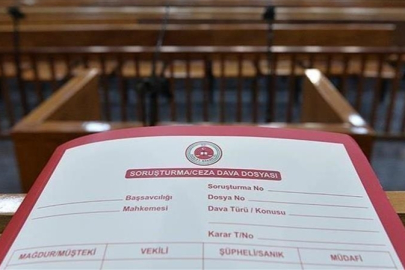 SORUŞTURMA/CEZA DAVA DOSYASI
Soruşturma No
Başsavcılığı Dosya No
Mahkemesi Dava Türü / Konusu
Karar T/No
MAĞDUR/MÜŞTEKİ VEKİLİ ŞÜPHELİ/SANIK MÜDAFİ